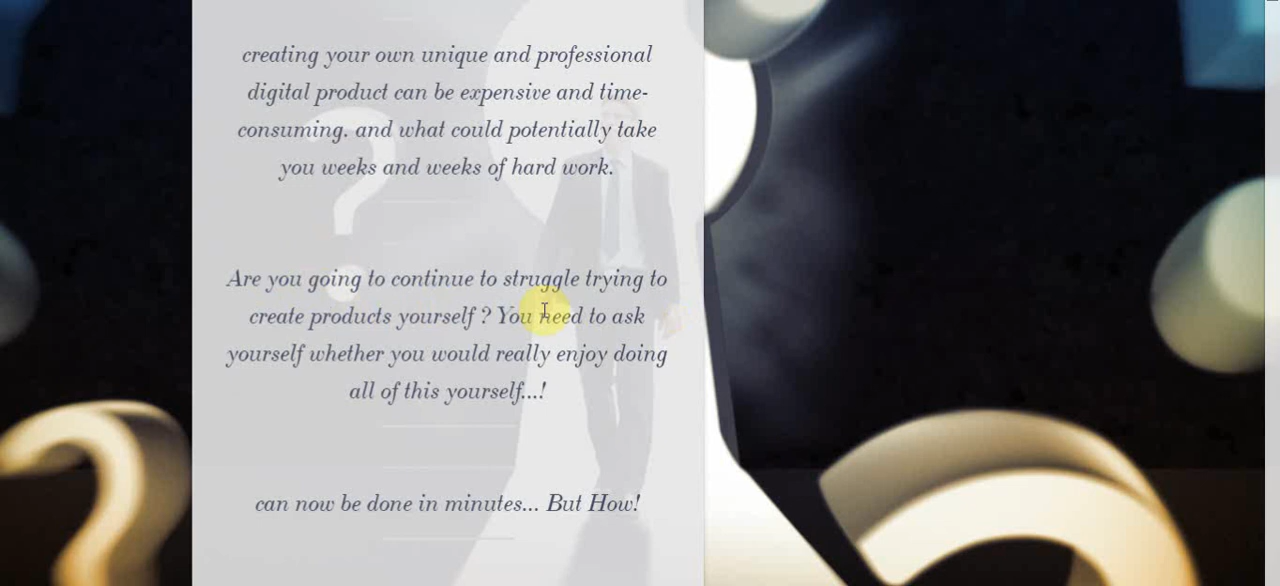 creating your own unique and professional
digital product can be expensive and time-
consuming. and what could potentially take
you weeks and weeks of hard work.
Are you going to continue to struggle trying to
create products yourself ? You need to ask
yourself whether you would really enjoy doing
all of this yourself...!
can now be done in minutes... But How!